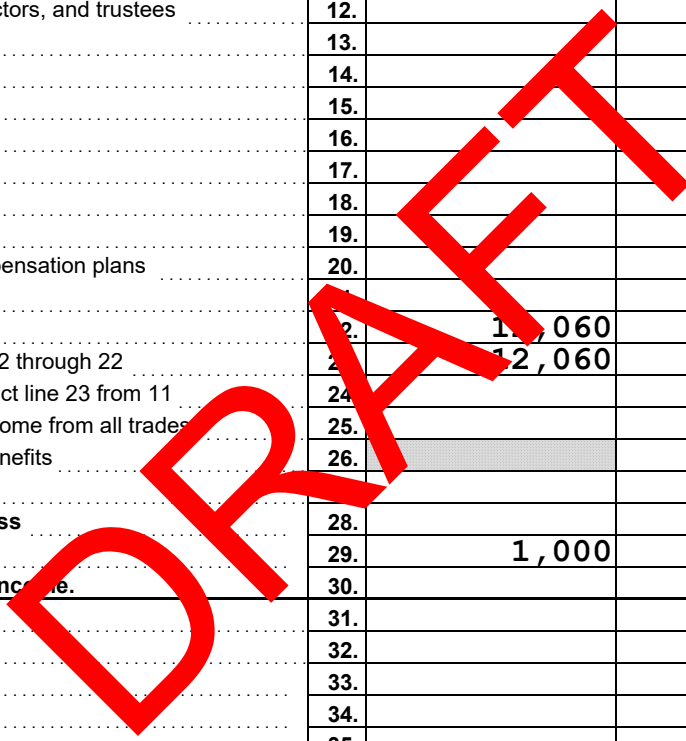 ctors, and trustees 12.
13.
14.
15.
16.
17.
18.
19.
ensation plans 20.
2,060
2 through 22 12,060
ct line 23 from 11 24
ome from all trades 25.
nefits 26.
ss 28.
29. 1,000
30.
31.
32.
33.
34.
DRAFT